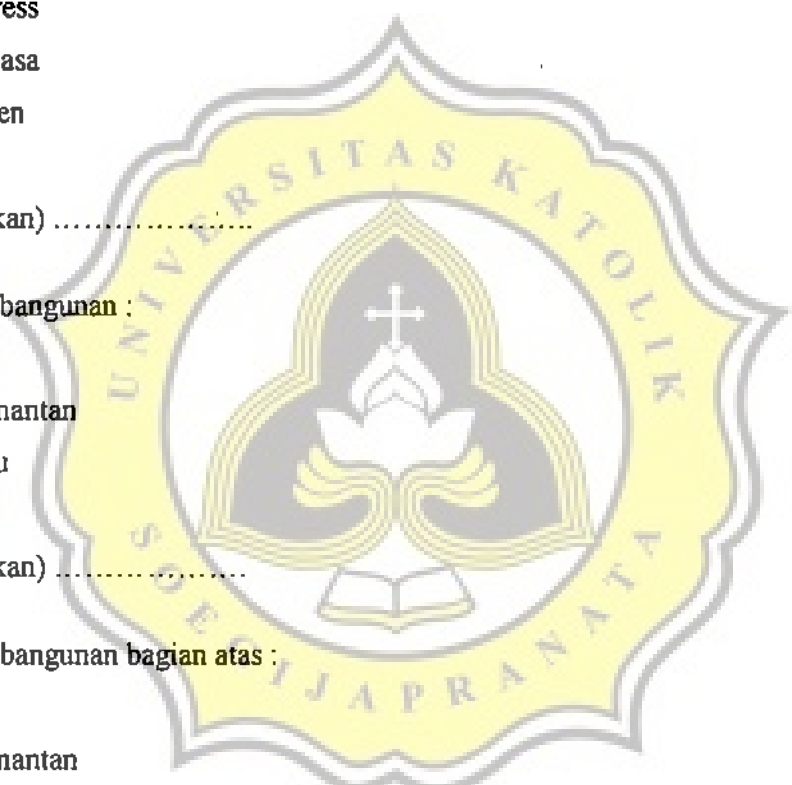 ress
asa
en
kan) ....................
bangunan :
nantan
u
kan) ....................
bangunan bagian atas :
nantan
UNIVERSITAS KATOLIK
SOEGIJAPRANATA